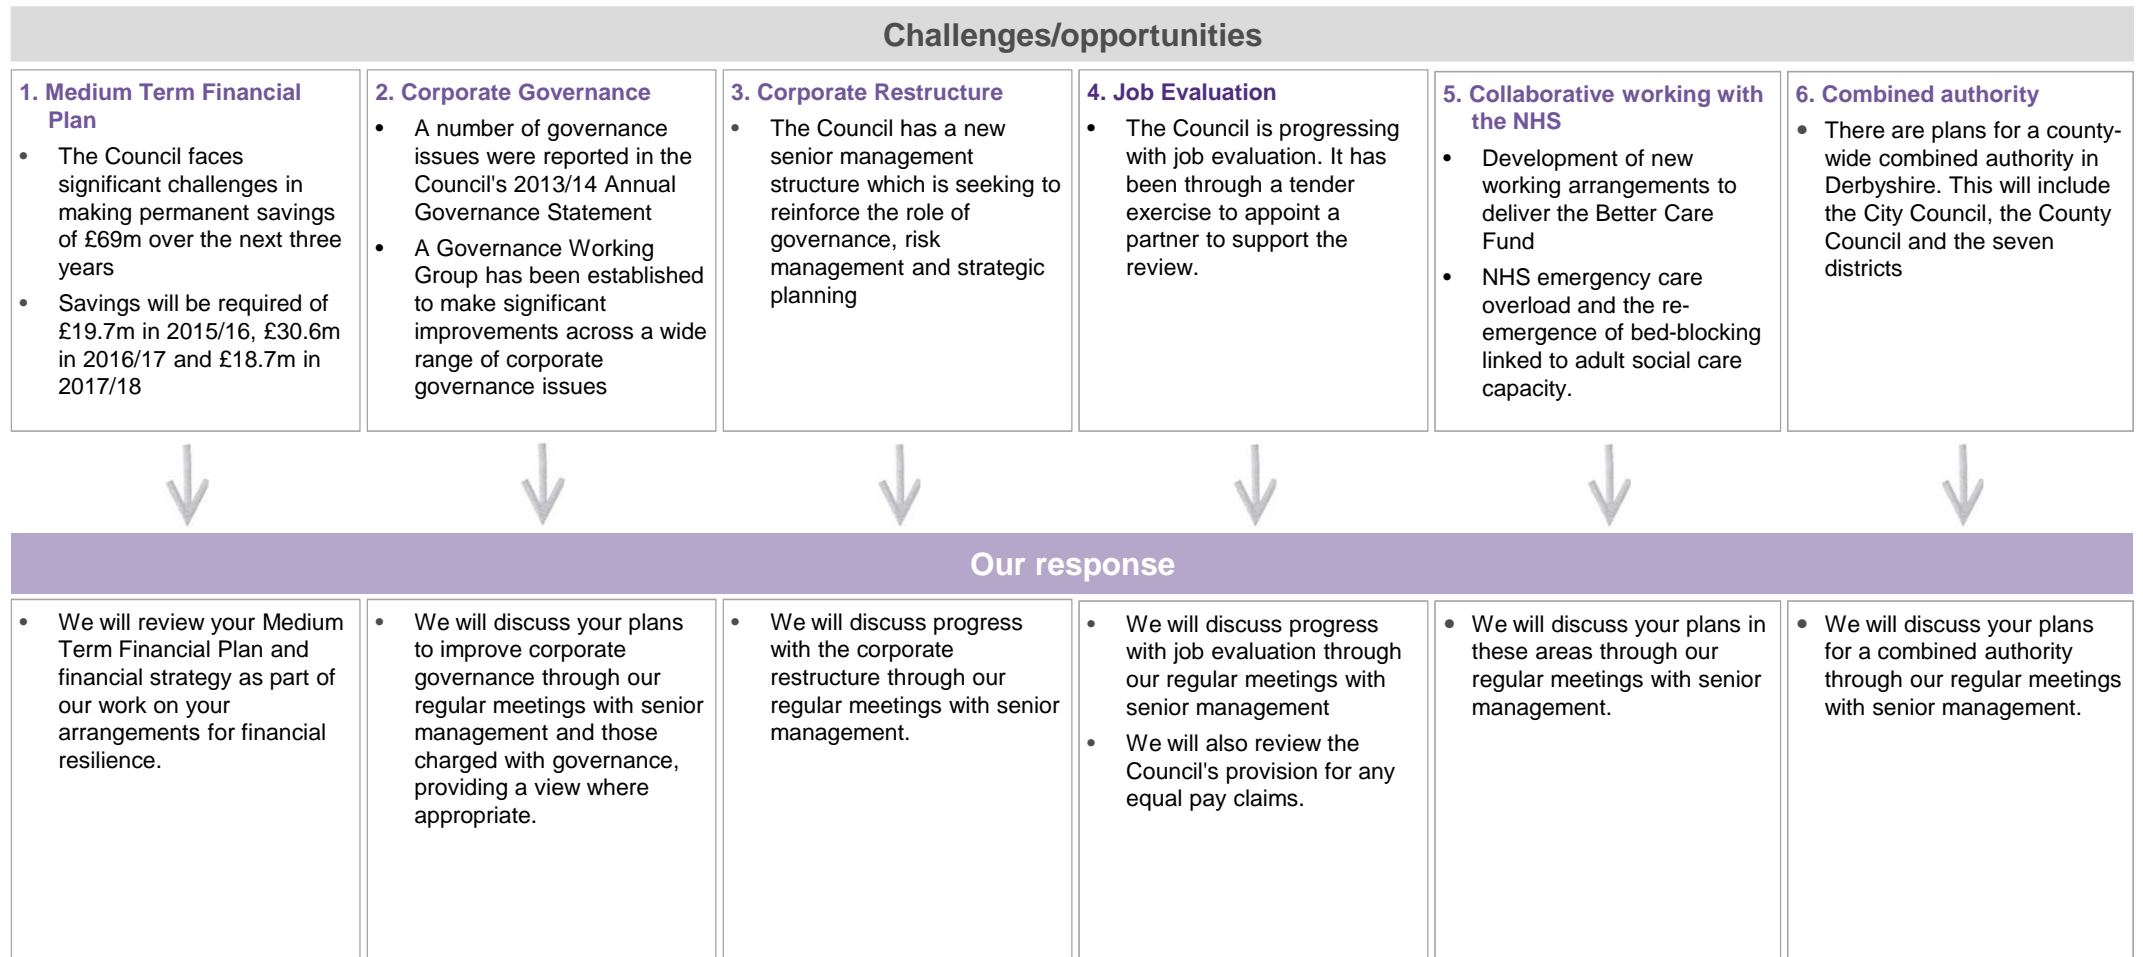 Challenges/opportunities
1. Medium Term Financial
Plan
• The Council faces
significant challenges in
making permanent savings
of £69m over the next three
years
• Savings will be required of
£19.7m in 2015/16, £30.6m
in 2016/17 and £18.7m in
2017/18
2. Corporate Governance
• A number of governance
issues were reported in the
Council's 2013/14 Annual
Governance Statement
• A Governance Working
Group has been established
to make significant
improvements across a wide
range of corporate
governance issues
3. Corporate Restructure
• The Council has a new
senior management
structure which is seeking to
reinforce the role of
governance, risk
management and strategic
planning
4. Job Evaluation
• The Council is progressing
with job evaluation. It has
been through a tender
exercise to appoint a
partner to support the
review.
5. Collaborative working with
the NHS
• Development of new
working arrangements to
deliver the Better Care
Fund
• NHS emergency care
overload and the re-
emergence of bed-blocking
linked to adult social care
capacity.
6. Combined authority
• There are plans for a county-
wide combined authority in
Derbyshire. This will include
the City Council, the County
Council and the seven
districts
Our response
• We will review your Medium
Term Financial Plan and
financial strategy as part of
our work on your
arrangements for financial
resilience.
• We will discuss your plans
to improve corporate
governance through our
regular meetings with senior
management and those
charged with governance,
providing a view where
appropriate.
• We will discuss progress
with the corporate
restructure through our
regular meetings with senior
management.
• We will discuss progress
with job evaluation through
our regular meetings with
senior management
• We will also review the
Council's provision for any
equal pay claims.
• We will discuss your plans in
these areas through our
regular meetings with senior
management.
• We will discuss your plans
for a combined authority
through our regular meetings
with senior management.